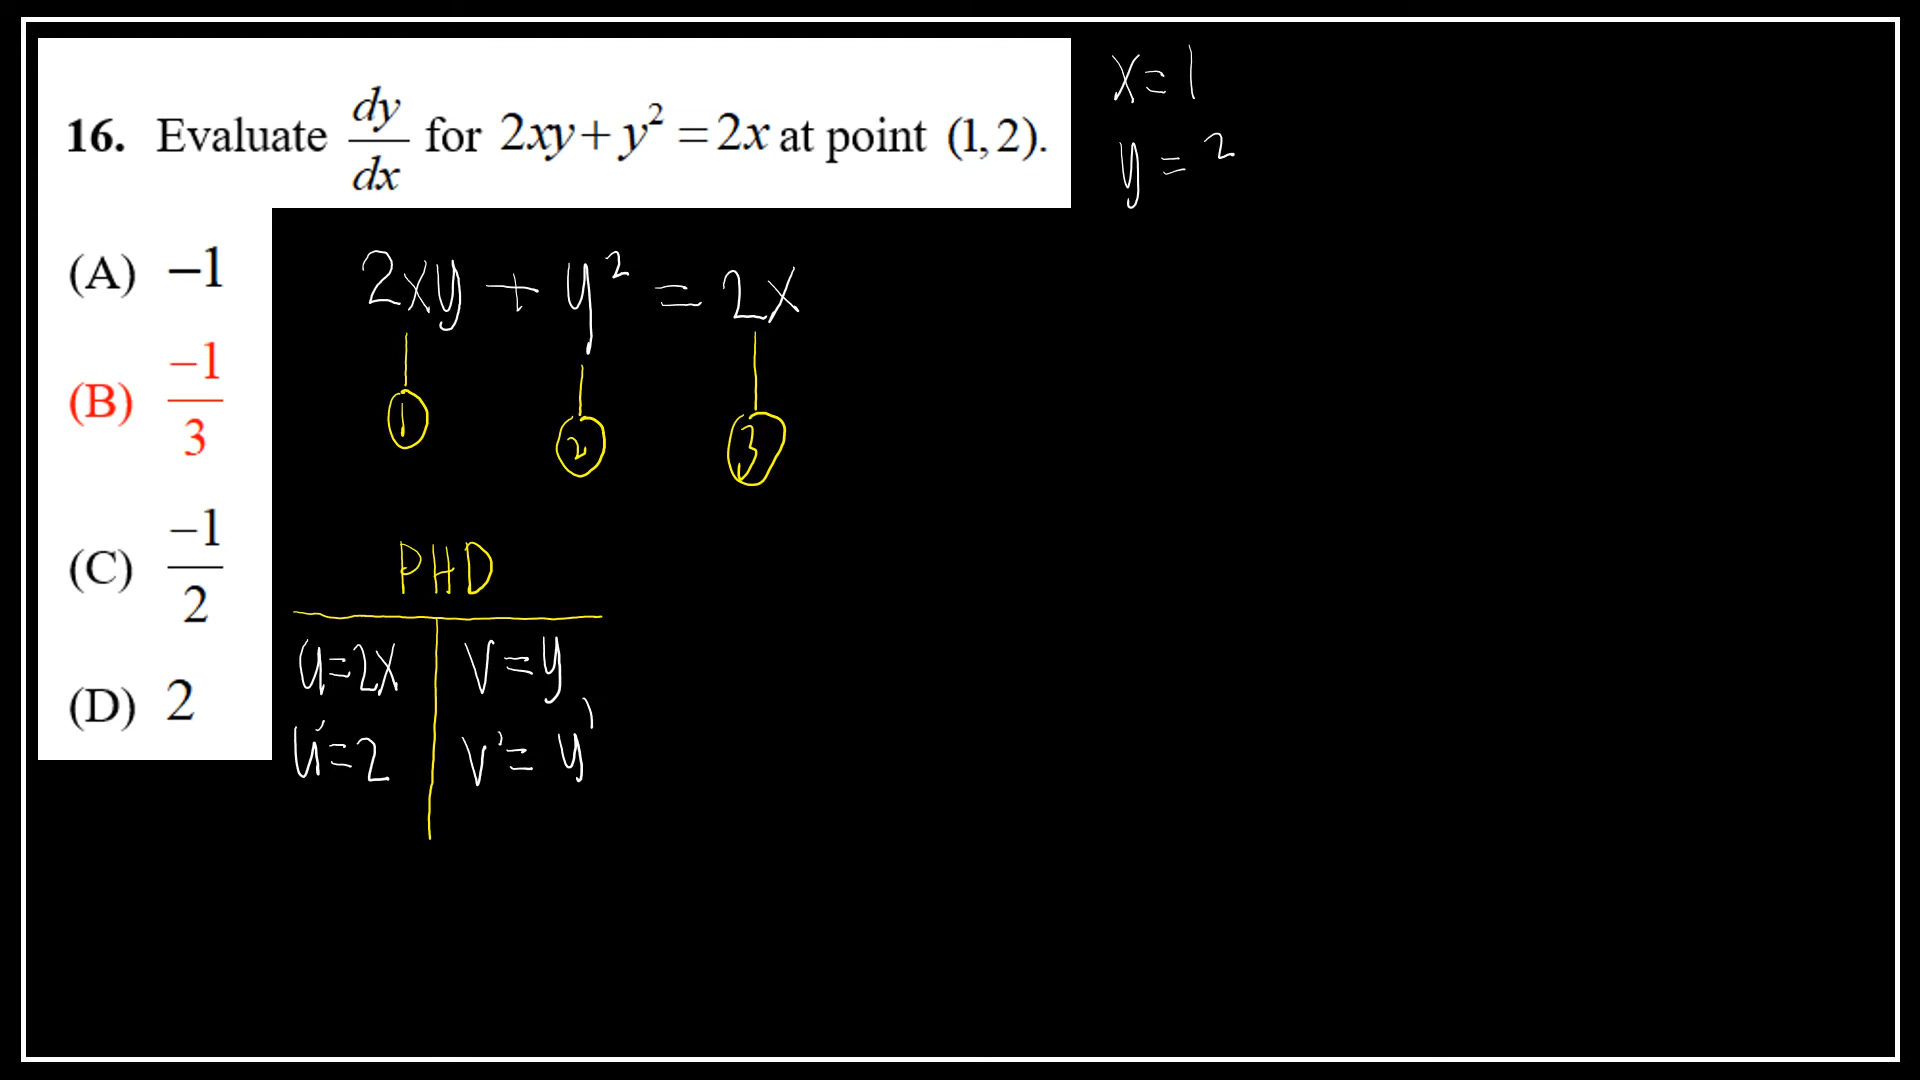 16. Evaluate dy/dx for 2xy + y² = 2x at point (1, 2).
x = 1
y = 2
(A) −1
(B) −1/3
(C) −1/2
(D) 2
2xy + y² = 2x
1 2 3
PHD
u = 2x v = y
u' = 2 v' = y'